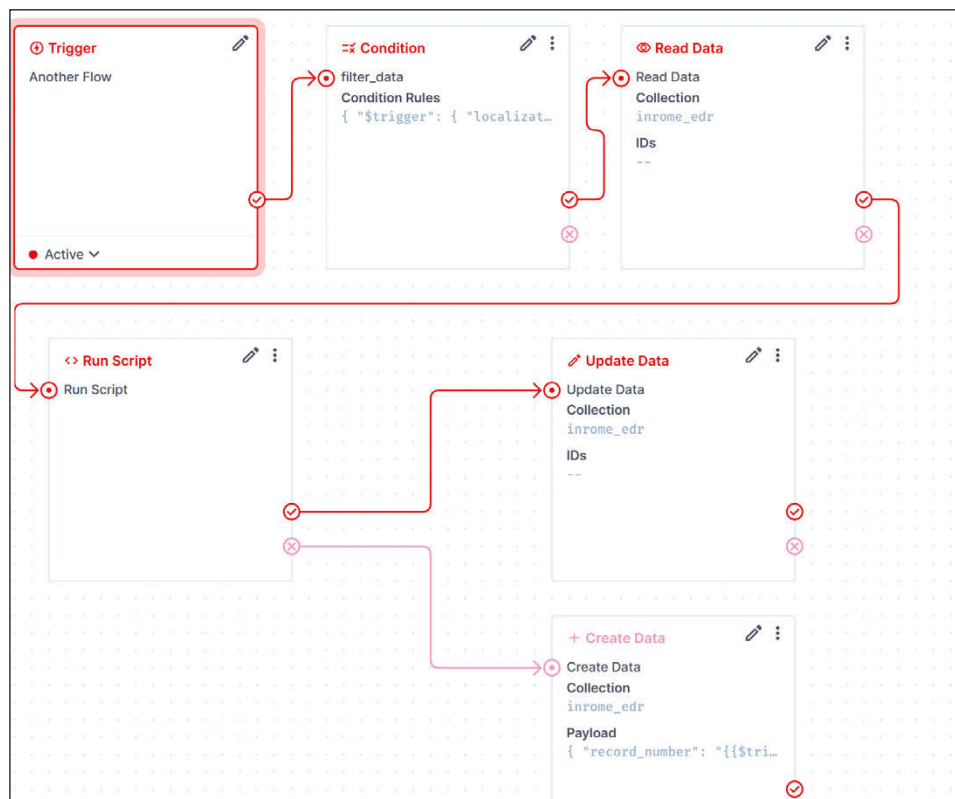 Trigger
Another Flow
Active
Condition
filter_data
Condition Rules
{ "$trigger": { "localizat…
Read Data
Read Data
Collection
inrome_edr
IDs
--
Run Script
Run Script
Update Data
Update Data
Collection
inrome_edr
IDs
--
Create Data
Create Data
Collection
inrome_edr
Payload
{ "record_number": "{{$tri…